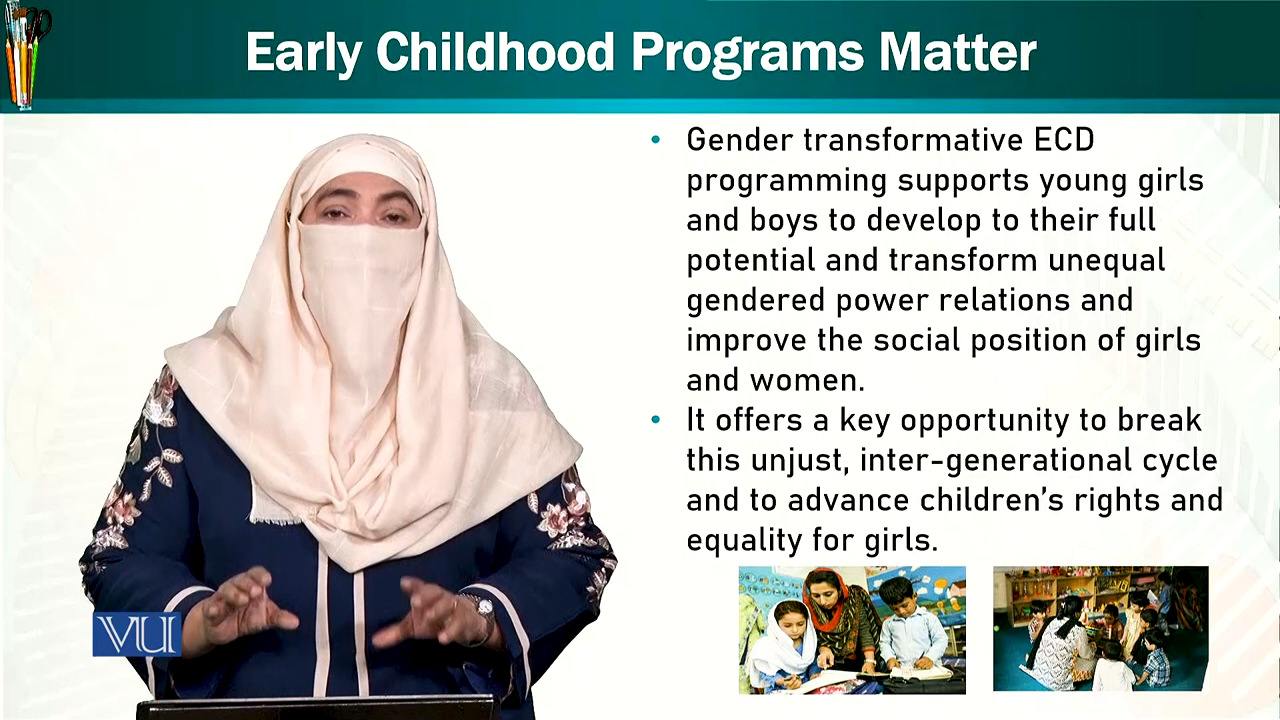 Early Childhood Programs Matter
• Gender transformative ECD
programming supports young girls
and boys to develop to their full
potential and transform unequal
gendered power relations and
improve the social position of girls
and women.
• It offers a key opportunity to break
this unjust, inter-generational cycle
and to advance children’s rights and
equality for girls.
VU